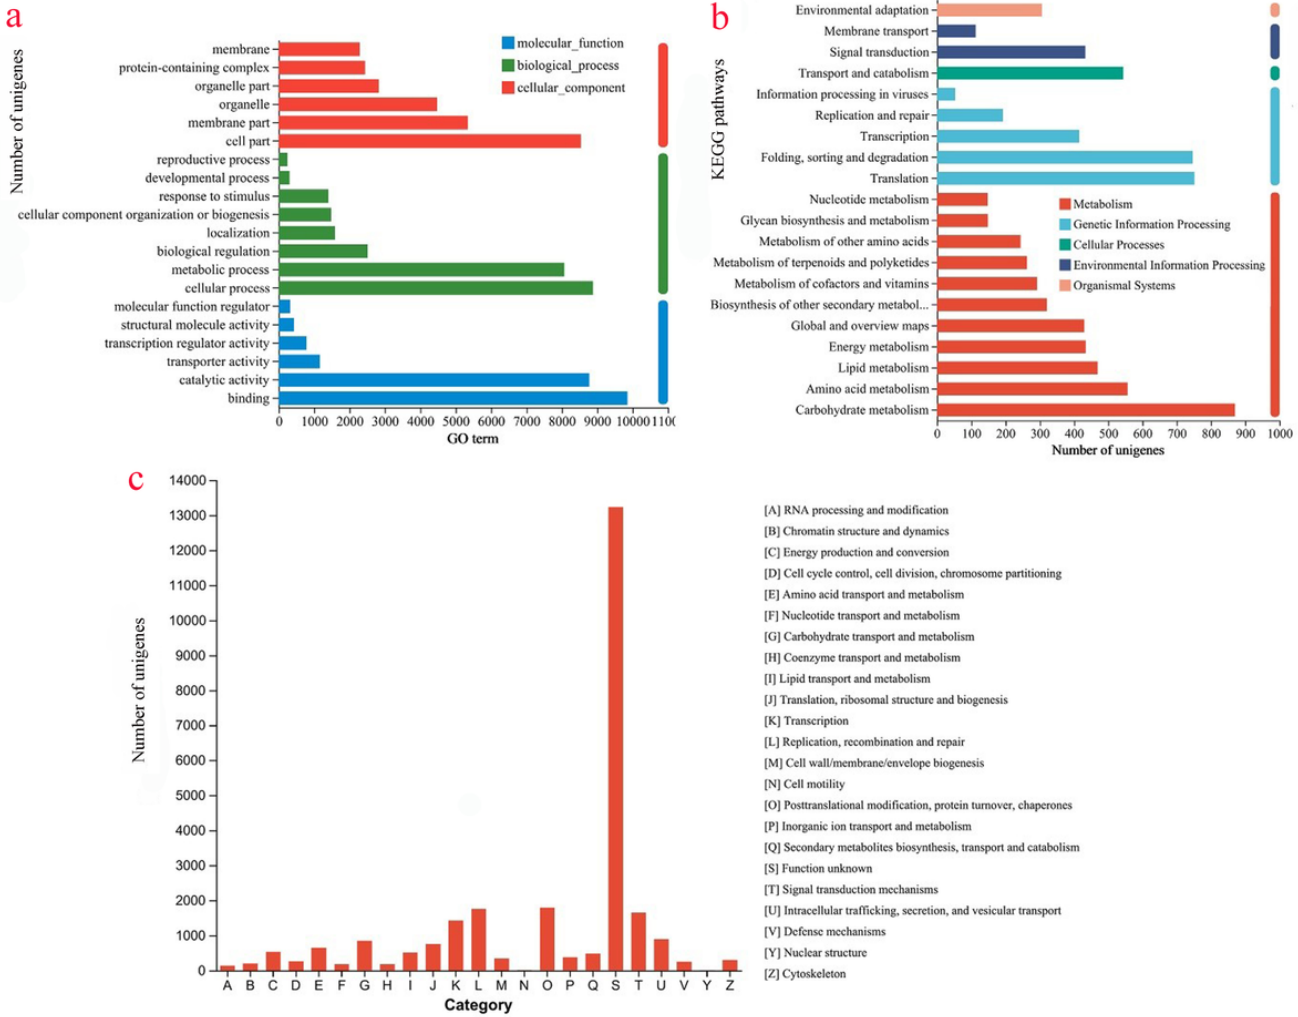 a
Number of unigenes
molecular_function
biological_process
cellular_component
membrane
protein-containing complex
organelle part
organelle
membrane part
cell part
reproductive process
developmental process
response to stimulus
cellular component organization or biogenesis
localization
biological regulation
metabolic process
cellular process
molecular function regulator
structural molecule activity
transcription regulator activity
transporter activity
catalytic activity
binding
0 1000 2000 3000 4000 5000 6000 7000 8000 9000 10000 1100
GO term
b
KEGG pathways
Environmental adaptation
Membrane transport
Signal transduction
Transport and catabolism
Information processing in viruses
Replication and repair
Transcription
Folding, sorting and degradation
Translation
Nucleotide metabolism
Glycan biosynthesis and metabolism
Metabolism of other amino acids
Metabolism of terpenoids and polyketides
Metabolism of cofactors and vitamins
Biosynthesis of other secondary metabol...
Global and overview maps
Energy metabolism
Lipid metabolism
Amino acid metabolism
Carbohydrate metabolism
Metabolism
Genetic Information Processing
Cellular Processes
Environmental Information Processing
Organismal Systems
0 100 200 300 400 500 600 700 800 900 1000
Number of unigenes
c
Number of unigenes
14000
13000
12000
11000
10000
9000
8000
7000
6000
5000
4000
3000
2000
1000
0
A B C D E F G H I J K L M N O P Q S T U V Y Z
Category
[A] RNA processing and modification
[B] Chromatin structure and dynamics
[C] Energy production and conversion
[D] Cell cycle control, cell division, chromosome partitioning
[E] Amino acid transport and metabolism
[F] Nucleotide transport and metabolism
[G] Carbohydrate transport and metabolism
[H] Coenzyme transport and metabolism
[I] Lipid transport and metabolism
[J] Translation, ribosomal structure and biogenesis
[K] Transcription
[L] Replication, recombination and repair
[M] Cell wall/membrane/envelope biogenesis
[N] Cell motility
[O] Posttranslational modification, protein turnover, chaperones
[P] Inorganic ion transport and metabolism
[Q] Secondary metabolites biosynthesis, transport and catabolism
[S] Function unknown
[T] Signal transduction mechanisms
[U] Intracellular trafficking, secretion, and vesicular transport
[V] Defense mechanisms
[Y] Nuclear structure
[Z] Cytoskeleton